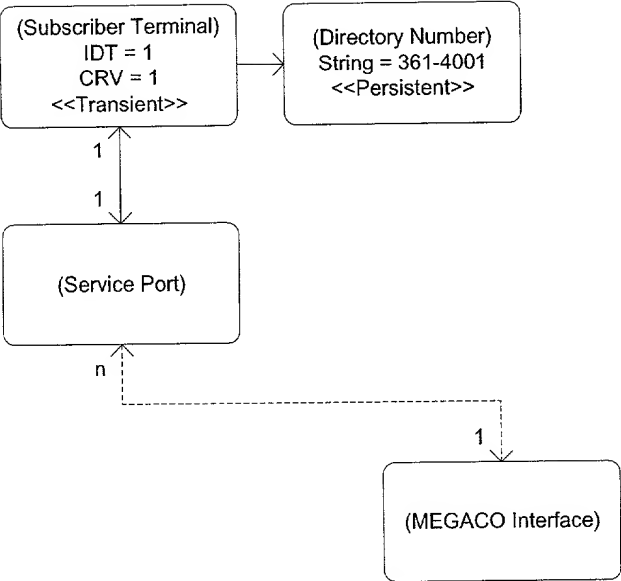 (Subscriber Terminal)
IDT = 1
CRV = 1
<<Transient>>
(Directory Number)
String = 361-4001
<<Persistent>>
1
1
(Service Port)
n
1
(MEGACO Interface)